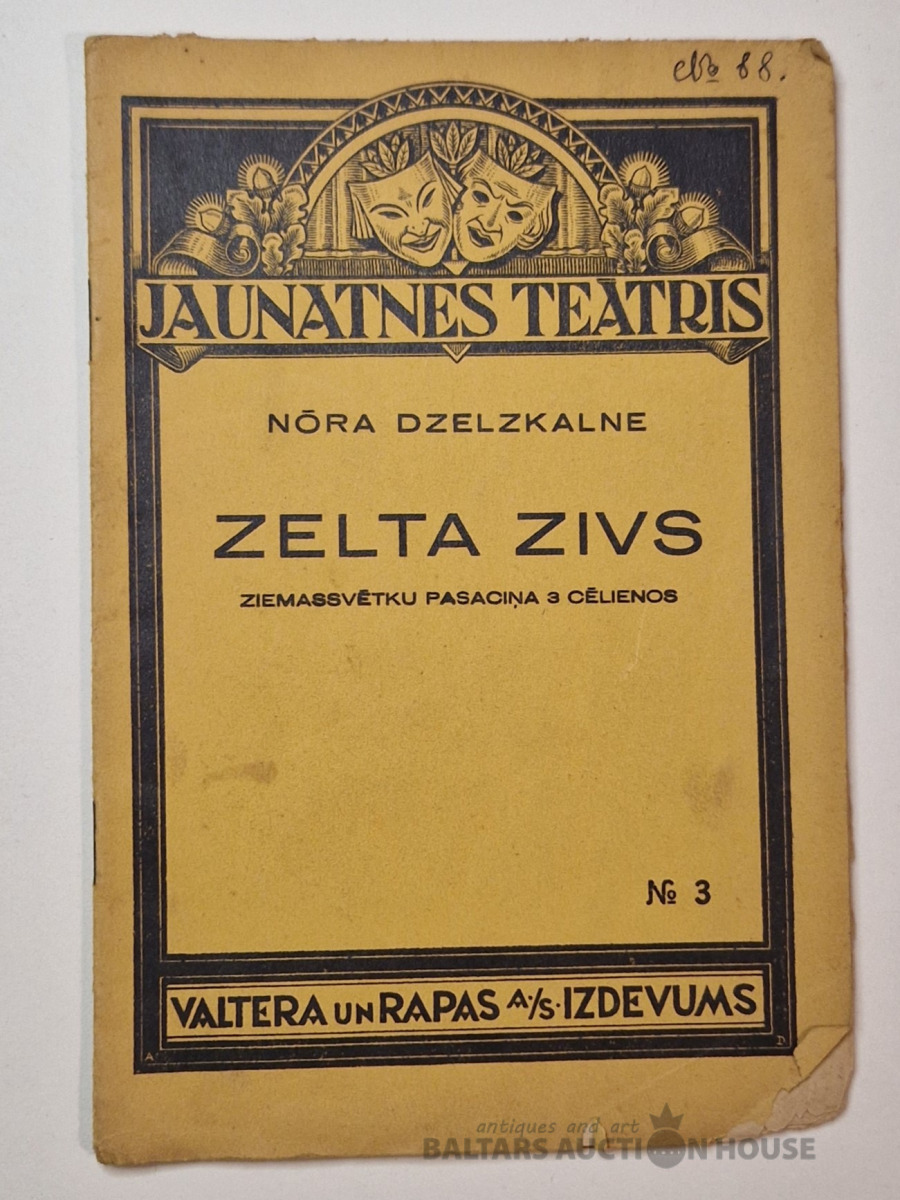 № 88.
JAUNATNES TEĀTRIS
NŌRA DZELZKALNE
ZELTA ZIVS
ZIEMASSVĒTKU PASACIŅA 3 CĒLIENOS
№ 3
VALTERA UN RAPAS A./S. IZDEVUMS
A
D
antiques and art
BALTARS AUCTION HOUSE